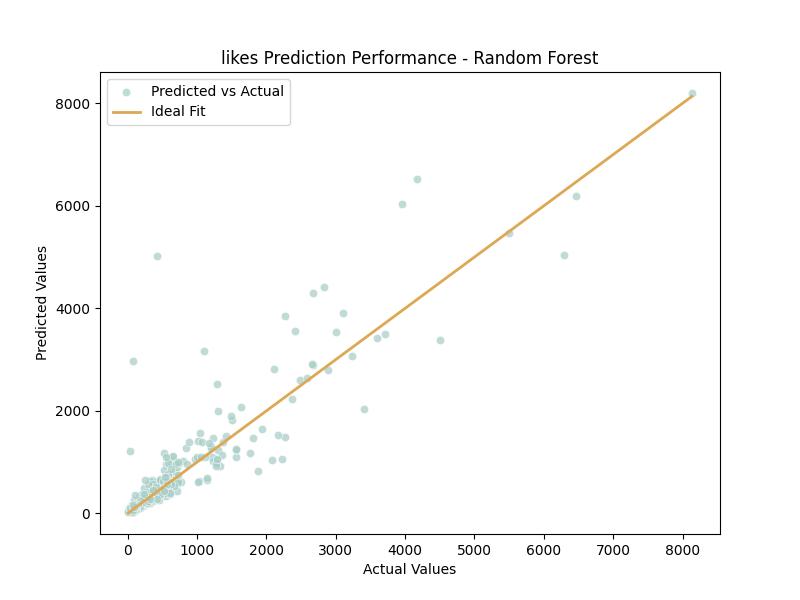 likes Prediction Performance - Random Forest
Predicted vs Actual
Ideal Fit
8000
6000
4000
2000
0
Predicted Values
0 1000 2000 3000 4000 5000 6000 7000 8000
Actual Values